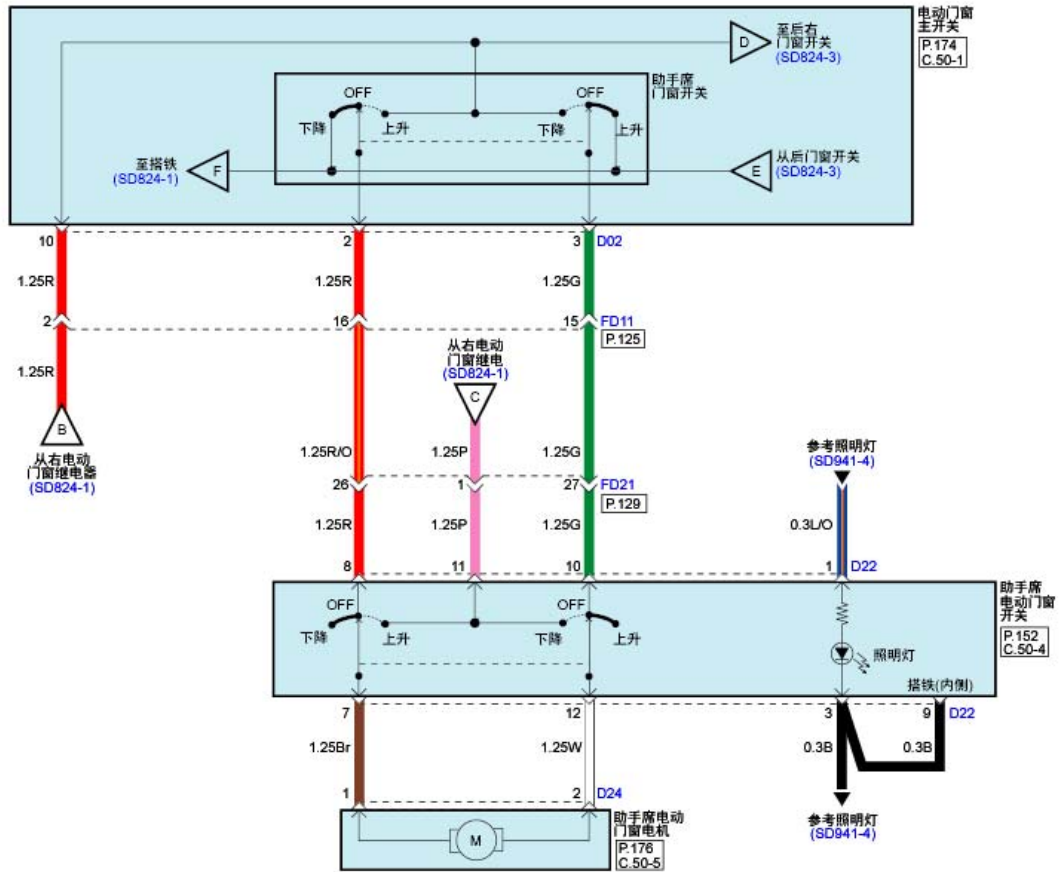 电动门窗
主开关
P.174
C.50-1
D
至后右
门窗开关
(SD824-3)
助手席
门窗开关
OFF
OFF
下降
上升
下降
上升
至搭铁
(SD824-1)
F
E
从后门窗开关
(SD824-3)
10
2
3
D02
1.25R
1.25R
1.25G
2
16
15
FD11
P.125
1.25R
从右电动
门窗继电
(SD824-1)
C
B
从右电动
门窗继电器
(SD824-1)
1.25R/O
1.25P
1.25G
参考照明灯
(SD941-4)
26
1
27
FD21
P.129
1.25R
1.25P
1.25G
0.3L/O
8
11
10
1
D22
助手席
电动门窗
开关
P.152
C.50-4
OFF
OFF
下降
上升
下降
上升
照明灯
搭铁(内侧)
7
12
3
9
D22
1.25Br
1.25W
0.3B
0.3B
1
2
D24
助手席电动
门窗电机
P.176
C.50-5
M
参考照明灯
(SD941-4)